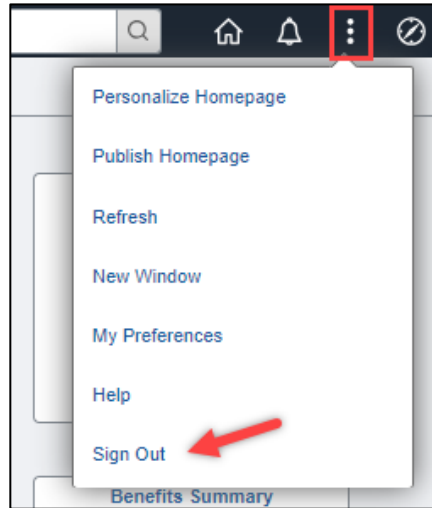 Personalize Homepage
Publish Homepage
Refresh
New Window
My Preferences
Help
Sign Out
Benefits Summary